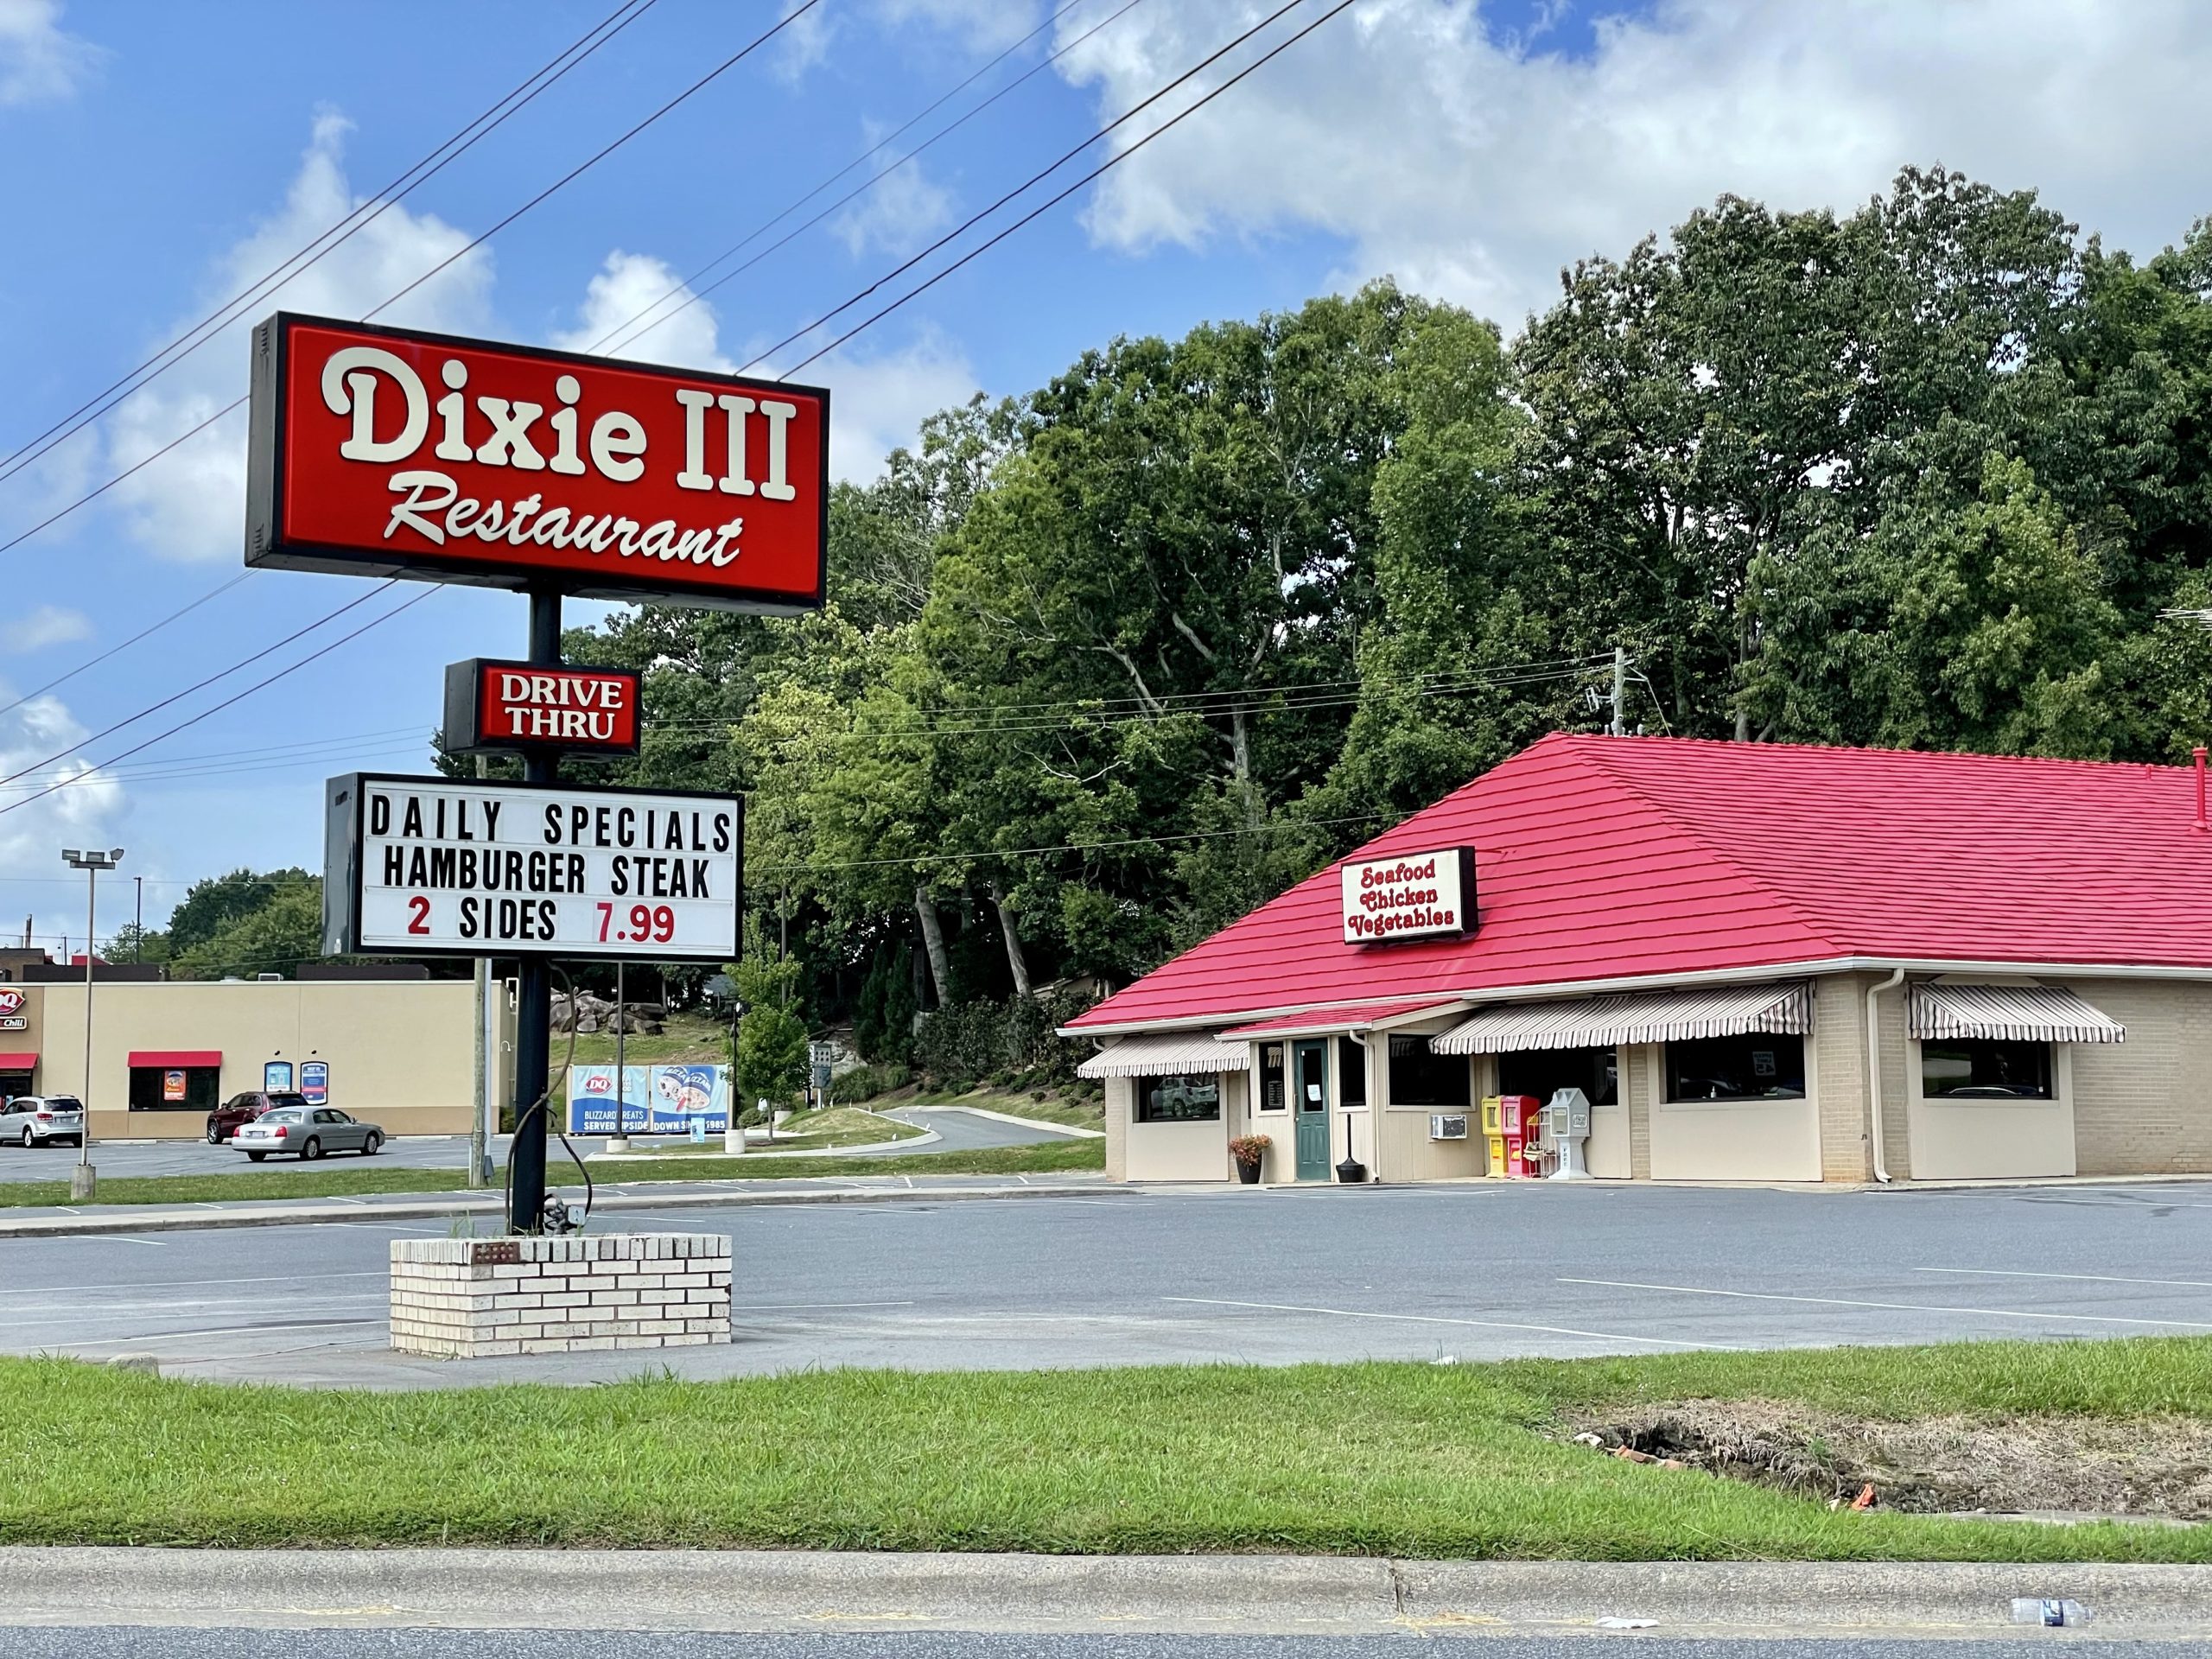 Dixie III
Restaurant
DRIVE
THRU
DAILY SPECIALS
HAMBURGER STEAK
2 SIDES 7.99
Seafood
Chicken
Vegetables
DQ
Chill
DQ
BLIZZARD TREATS
SERVED UPSIDE DOWN SINCE 1985